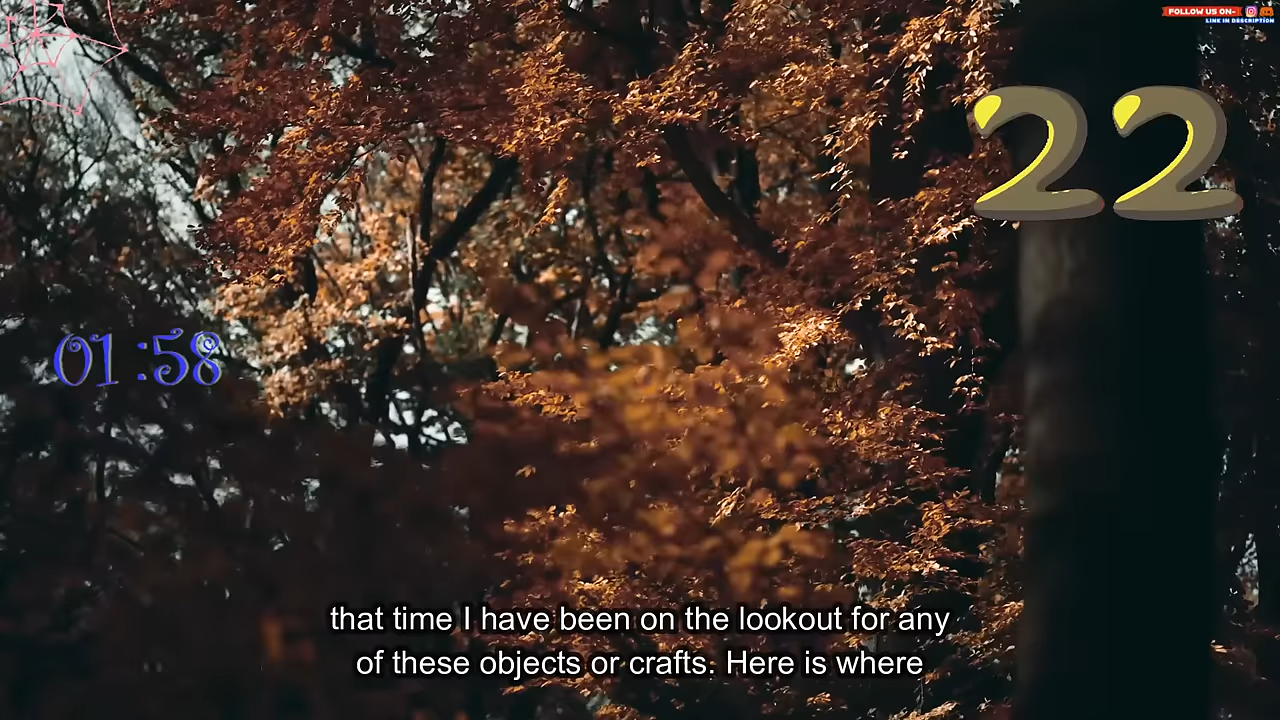 FOLLOW US ON-
LINK IN DESCRIPTION
22
01:58
that time I have been on the lookout for any
of these objects or crafts. Here is where